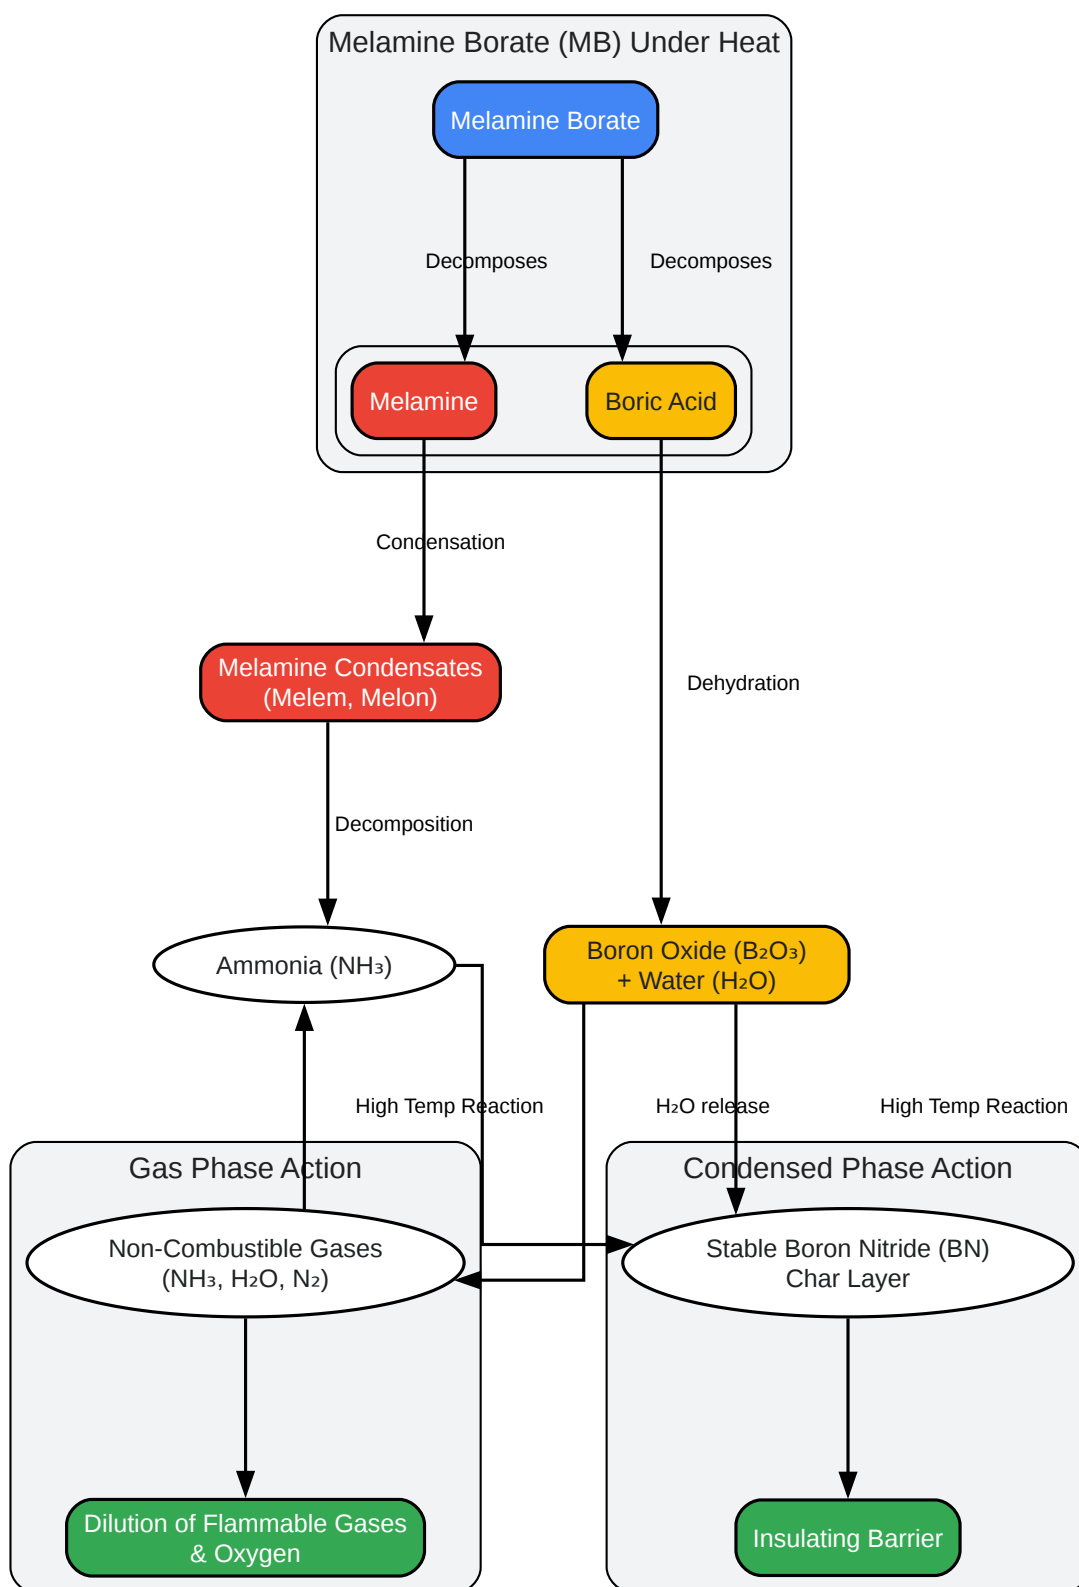 Melamine Borate (MB) Under Heat
Melamine Borate
Decomposes
Decomposes
Melamine
Boric Acid
Condensation
Melamine Condensates
(Melem, Melon)
Dehydration
Decomposition
Ammonia (NH₃)
Boron Oxide (B₂O₃)
+ Water (H₂O)
High Temp Reaction
H₂O release
High Temp Reaction
Gas Phase Action
Condensed Phase Action
Non-Combustible Gases
(NH₃, H₂O, N₂)
Stable Boron Nitride (BN)
Char Layer
Dilution of Flammable Gases
& Oxygen
Insulating Barrier